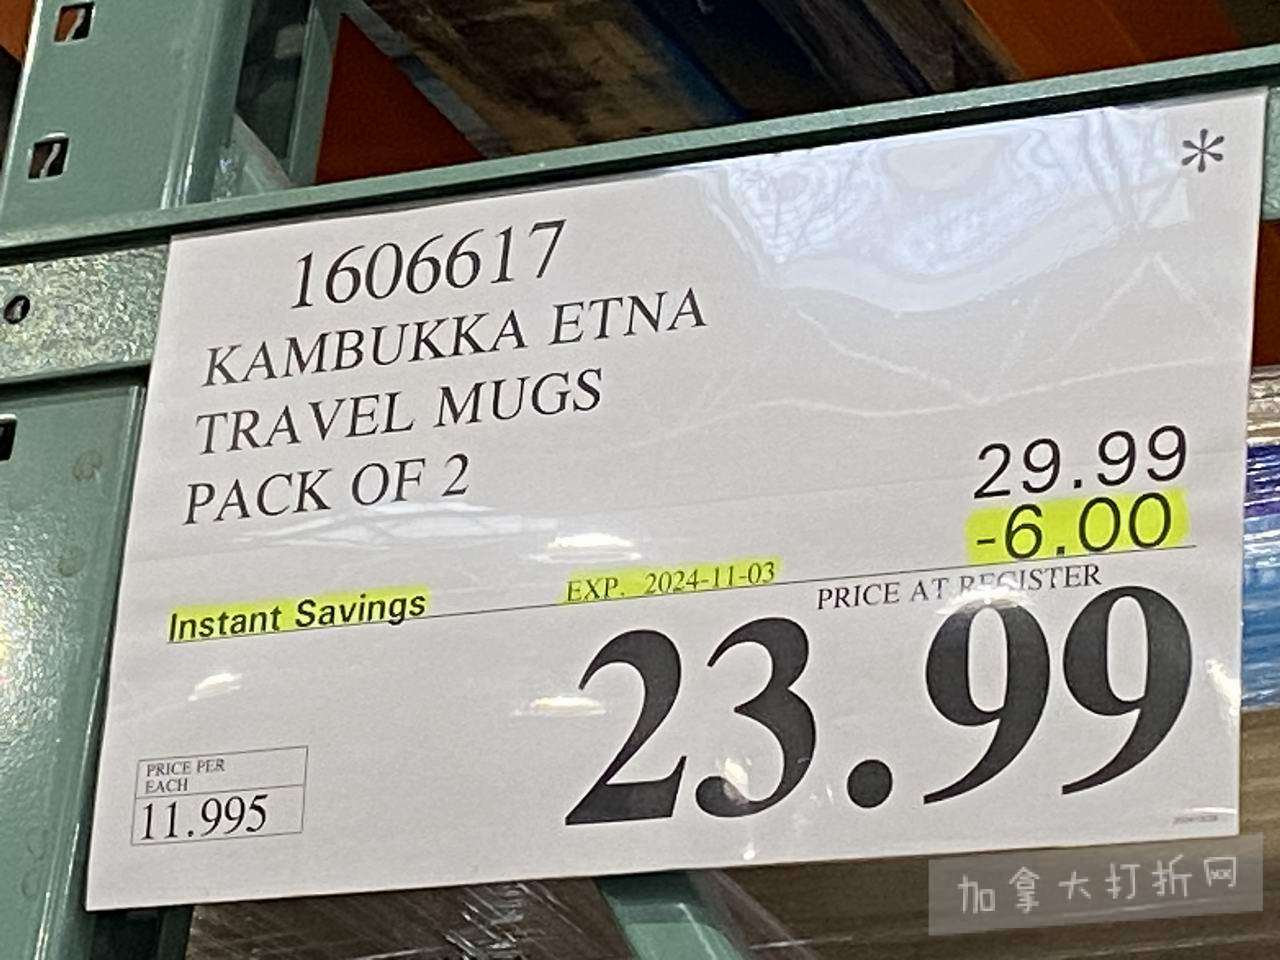 *
1606617
KAMBUKKA ETNA
TRAVEL MUGS
PACK OF 2
29.99
-6.00
Instant Savings
EXP. 2024-11-03
PRICE AT REGISTER
23.99
PRICE PER
EACH
11.995
加拿大打折网